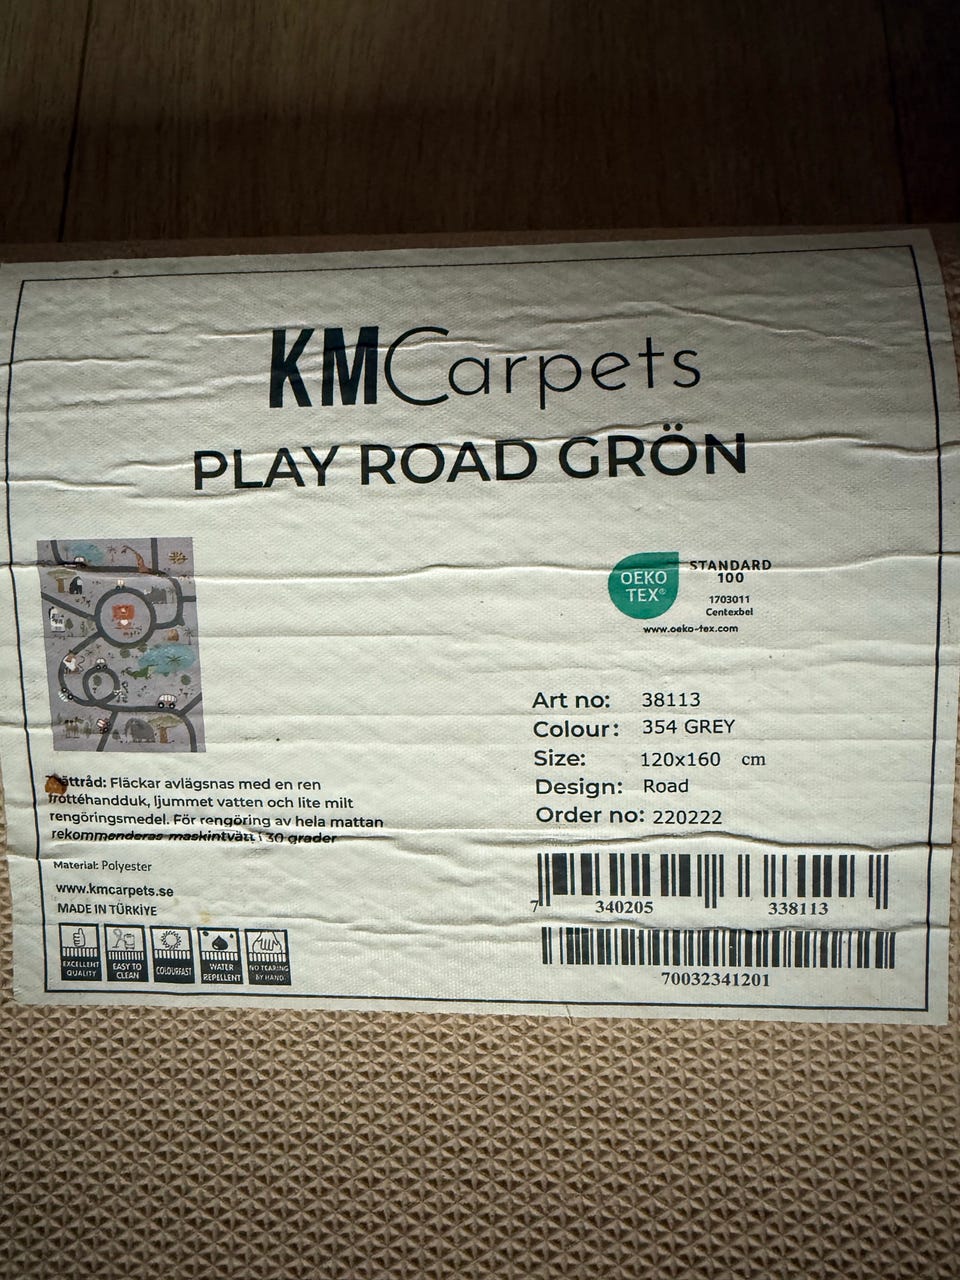 KMCarpets
PLAY ROAD GRÖN
OEKO
TEX®
STANDARD
100
1703011
Centexbel
www.oeko-tex.com
Art no: 38113
Colour: 354 GREY
Size: 120x160 cm
Design: Road
Order no: 220222
Fläckar avlägsnas med en ren
frottéhandduk, ljummet vatten och lite milt
rengöringsmedel. För rengöring av hela mattan
rekommenderas maskintvätt i 30 grader
Material: Polyester
www.kmcarpets.se
MADE IN TÜRKİYE
EXCELLENT
QUALITY
EASY TO
CLEAN
COLOURFAST
WATER
REPELLENT
NO TEARING
BY HAND
7 340205 338113
70032341201